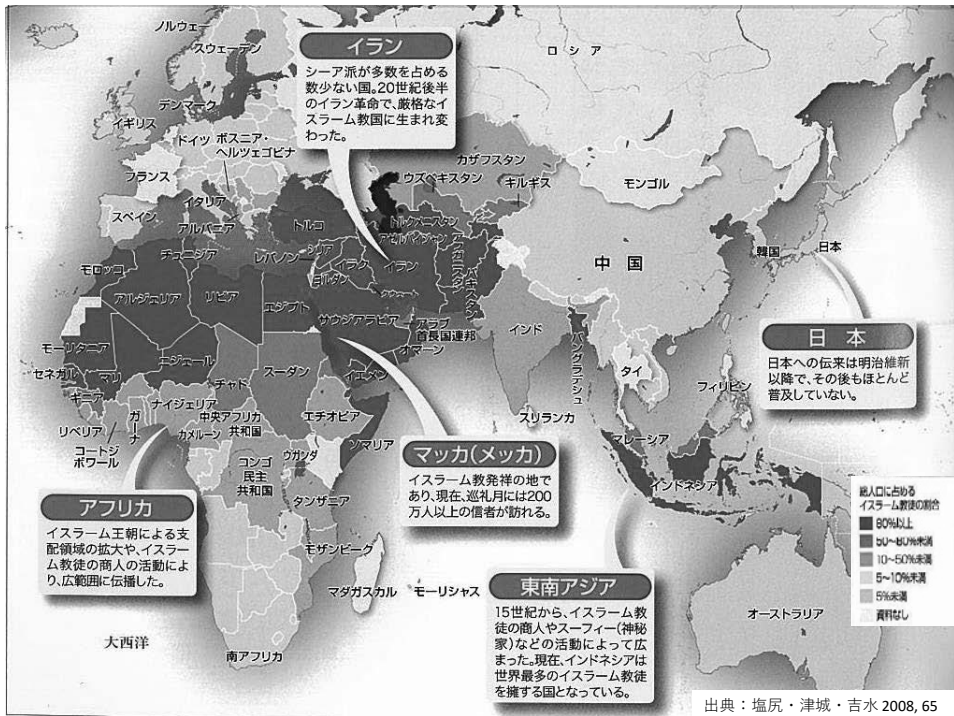 ノルウェー
スウェーデン
ロシア
イラン
シーア派が多数を占める
数少ない国。20世紀後半
のイラン革命で、厳格なイ
スラーム教国に生まれ変
わった。
デンマーク
イギリス
ドイツ
ボスニア・
ヘルツェゴビナ
フランス
カザフスタン
ウズベキスタン
キルギス
モンゴル
スペイン
イタリア
アルバニア
トルコ
トルクメニスタン
アゼルバイジャン
アフガニスタン
パキスタン
中国
韓国
日本
モロッコ
チュニジア
レバノン
シリア
イラク
イラン
ヨルダン
クウェート
アルジェリア
リビア
エジプト
サウジアラビア
アラブ
首長国連邦
オマーン
インド
バングラデシュ
日本
日本への伝来は明治維新
以降で、その後もほとんど
普及していない。
モーリタニア
セネガル
マリ
ニジェール
チャド
スーダン
イエメン
タイ
フィリピン
ギニア
ガーナ
ナイジェリア
中央アフリカ
共和国
エチオピア
スリランカ
リベリア
コートジ
ボワール
カメルーン
コンゴ
民主
共和国
ウガンダ
ソマリア
マッカ(メッカ)
イスラーム教発祥の地で
あり、現在、巡礼月には200
万人以上の信者が訪れる。
マレーシア
インドネシア
アフリカ
イスラーム王朝による支
配領域の拡大や、イスラー
ム教徒の商人の活動によ
り、広範囲に伝播した。
タンザニア
モザンビーク
マダガスカル
モーリシャス
東南アジア
15世紀から、イスラーム教
徒の商人やスーフィー(神秘
家)などの活動によって広
まった。現在、インドネシアは
世界最多のイスラーム教徒
を擁する国となっている。
総人口に占める
イスラーム教徒の割合
80%以上
50〜80%未満
10〜50%未満
5〜10%未満
5%未満
資料なし
オーストラリア
大西洋
南アフリカ
出典:塩尻・津城・吉水 2008, 65